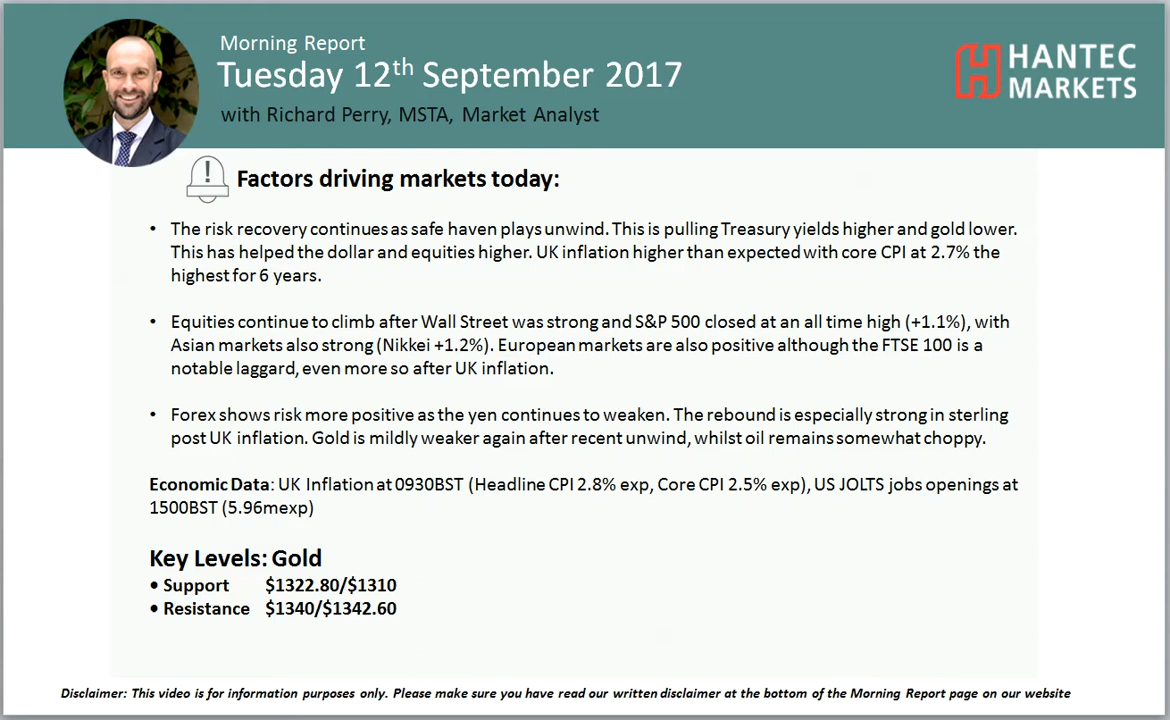 Morning Report
Tuesday 12th September 2017
with Richard Perry, MSTA, Market Analyst
HANTEC
MARKETS
!
Factors driving markets today:
• The risk recovery continues as safe haven plays unwind. This is pulling Treasury yields higher and gold lower.
This has helped the dollar and equities higher. UK inflation higher than expected with core CPI at 2.7% the
highest for 6 years.
• Equities continue to climb after Wall Street was strong and S&P 500 closed at an all time high (+1.1%), with
Asian markets also strong (Nikkei +1.2%). European markets are also positive although the FTSE 100 is a
notable laggard, even more so after UK inflation.
• Forex shows risk more positive as the yen continues to weaken. The rebound is especially strong in sterling
post UK inflation. Gold is mildly weaker again after recent unwind, whilst oil remains somewhat choppy.
Economic Data: UK Inflation at 0930BST (Headline CPI 2.8% exp, Core CPI 2.5% exp), US JOLTS jobs openings at
1500BST (5.96mexp)
Key Levels: Gold
• Support $1322.80/$1310
• Resistance $1340/$1342.60
Disclaimer: This video is for information purposes only. Please make sure you have read our written disclaimer at the bottom of the Morning Report page on our website